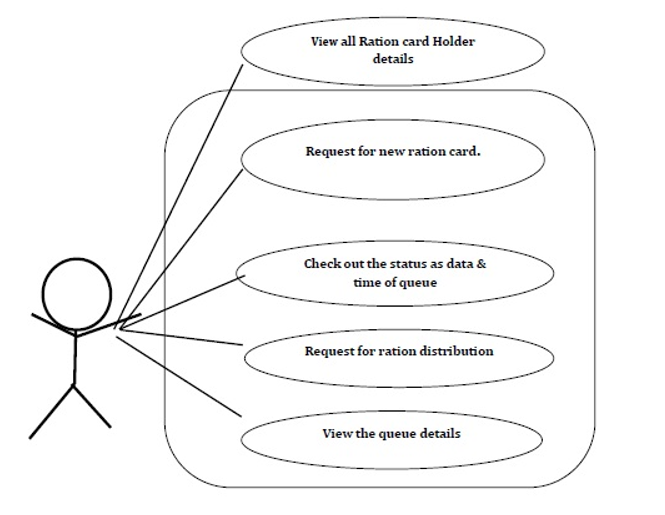 View all Ration card Holder
details
Request for new ration card.
Check out the status as data &
time of queue
Request for ration distribution
View the queue details